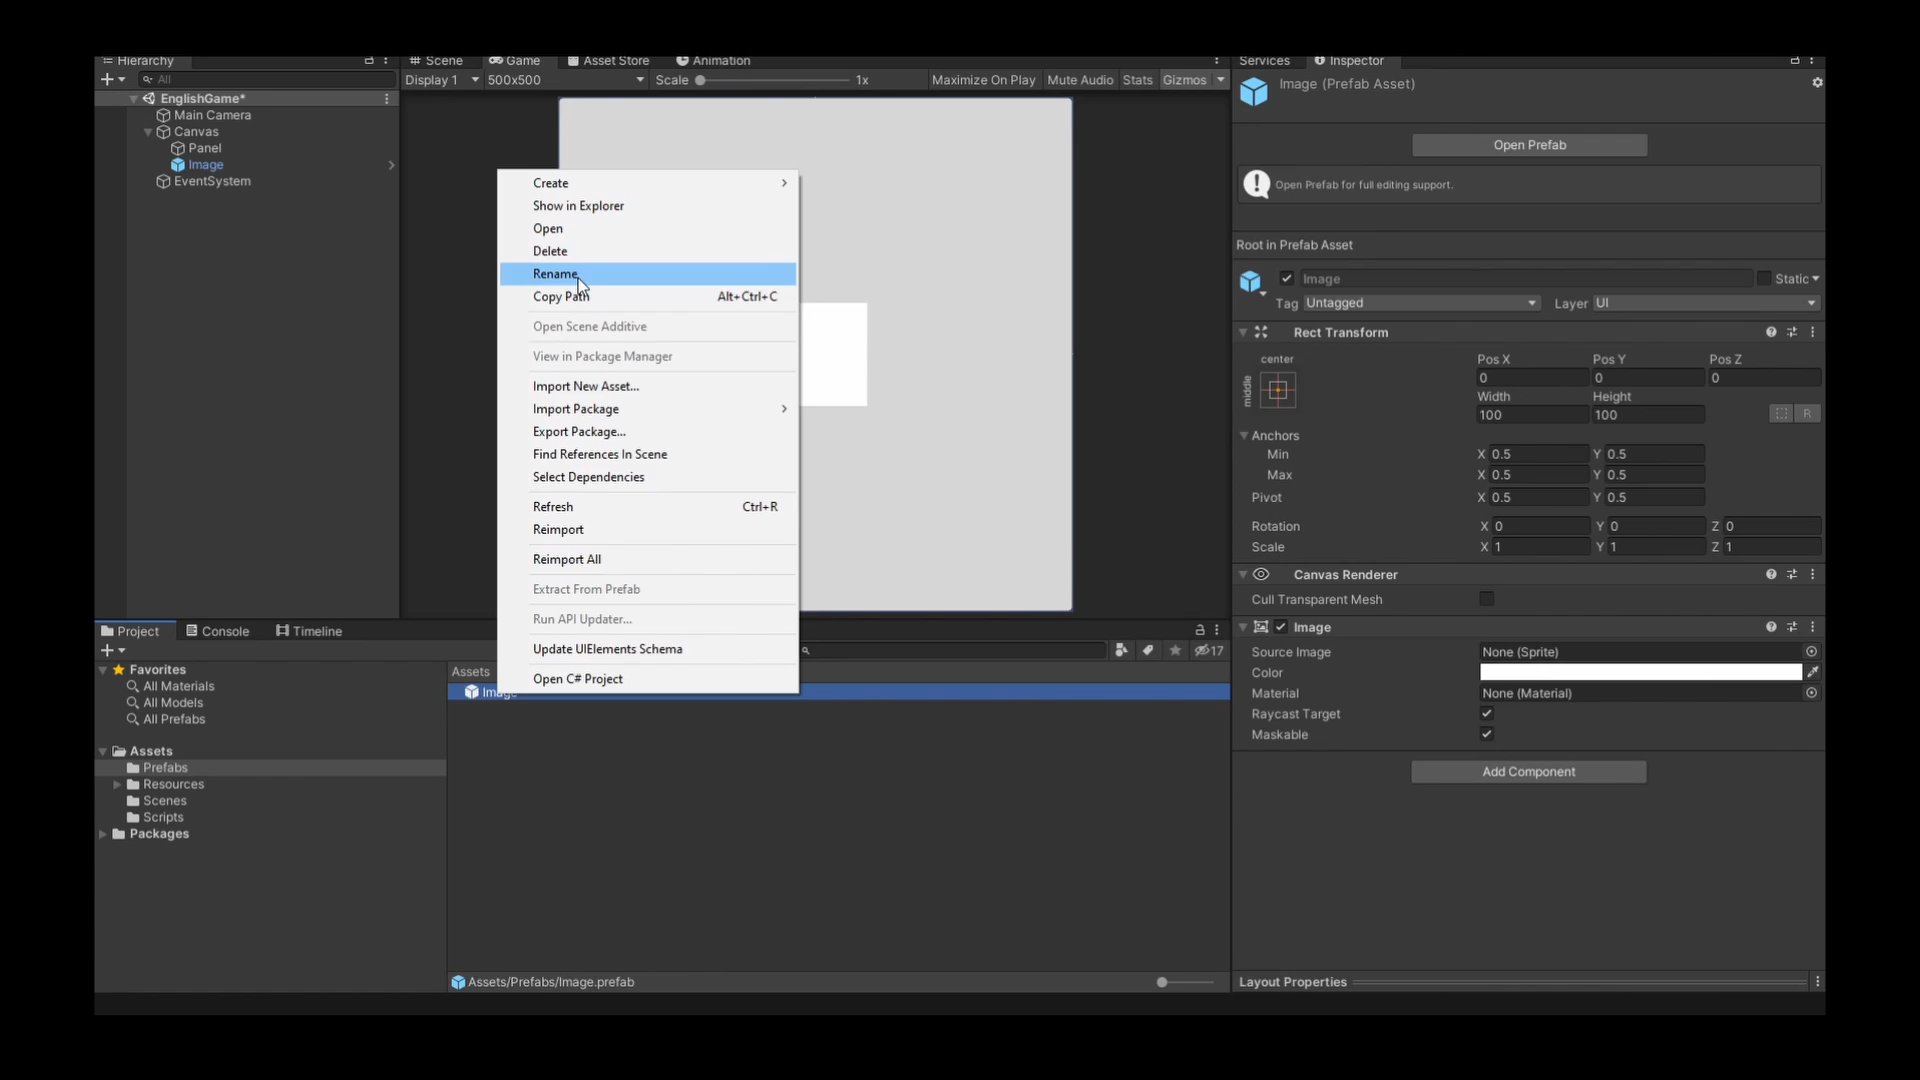 Hierarchy
All
EnglishGame*
Main Camera
Canvas
Panel
Image
EventSystem
Scene
Game
Asset Store
Animation
Display 1
500x500
Scale
1x
Maximize On Play
Mute Audio
Stats
Gizmos
Create
Show in Explorer
Open
Delete
Rename
Copy Path Alt+Ctrl+C
Open Scene Additive
View in Package Manager
Import New Asset...
Import Package
Export Package...
Find References In Scene
Select Dependencies
Refresh Ctrl+R
Reimport
Reimport All
Extract From Prefab
Run API Updater...
Update UIElements Schema
Open C# Project
Project
Console
Timeline
17
Favorites
All Materials
All Models
All Prefabs
Assets
Prefabs
Resources
Scenes
Scripts
Packages
Assets
Image
Assets/Prefabs/Image.prefab
Services
Inspector
Image (Prefab Asset)
Open Prefab
Open Prefab for full editing support.
Root in Prefab Asset
Image
Static
Tag Untagged Layer UI
Rect Transform
center
middle
Pos X Pos Y Pos Z
0 0 0
Width Height
100 100
R
Anchors
Min X 0.5 Y 0.5
Max X 0.5 Y 0.5
Pivot X 0.5 Y 0.5
Rotation X 0 Y 0 Z 0
Scale X 1 Y 1 Z 1
Canvas Renderer
Cull Transparent Mesh
Image
Source Image None (Sprite)
Color
Material None (Material)
Raycast Target
Maskable
Add Component
Layout Properties